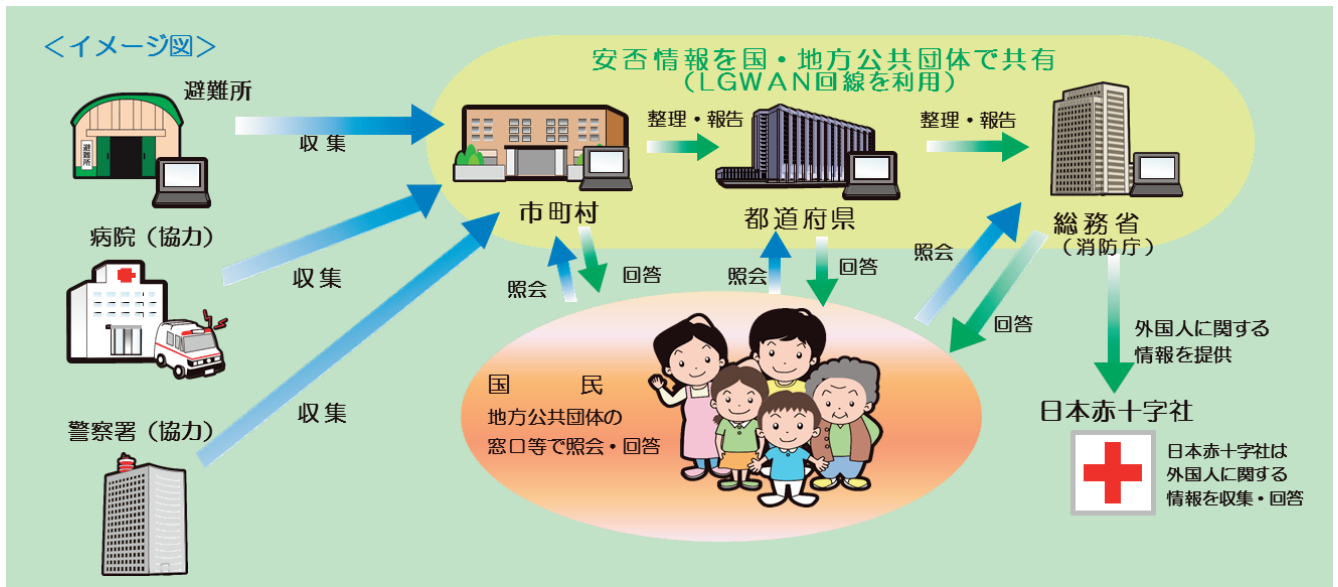 ＜イメージ図＞
安否情報を国・地方公共団体で共有
（LGWAN回線を利用）
避難所
避難所
収 集
整理・報告
整理・報告
市町村
都道府県
総務省
（消防庁）
病院（協力）
収 集
照会
回答
照会
回答
照会
回答
外国人に関する
情報を提供
警察署（協力）
収 集
国　　民
地方公共団体の
窓口等で照会・回答
日本赤十字社
日本赤十字社は
外国人に関する
情報を収集・回答